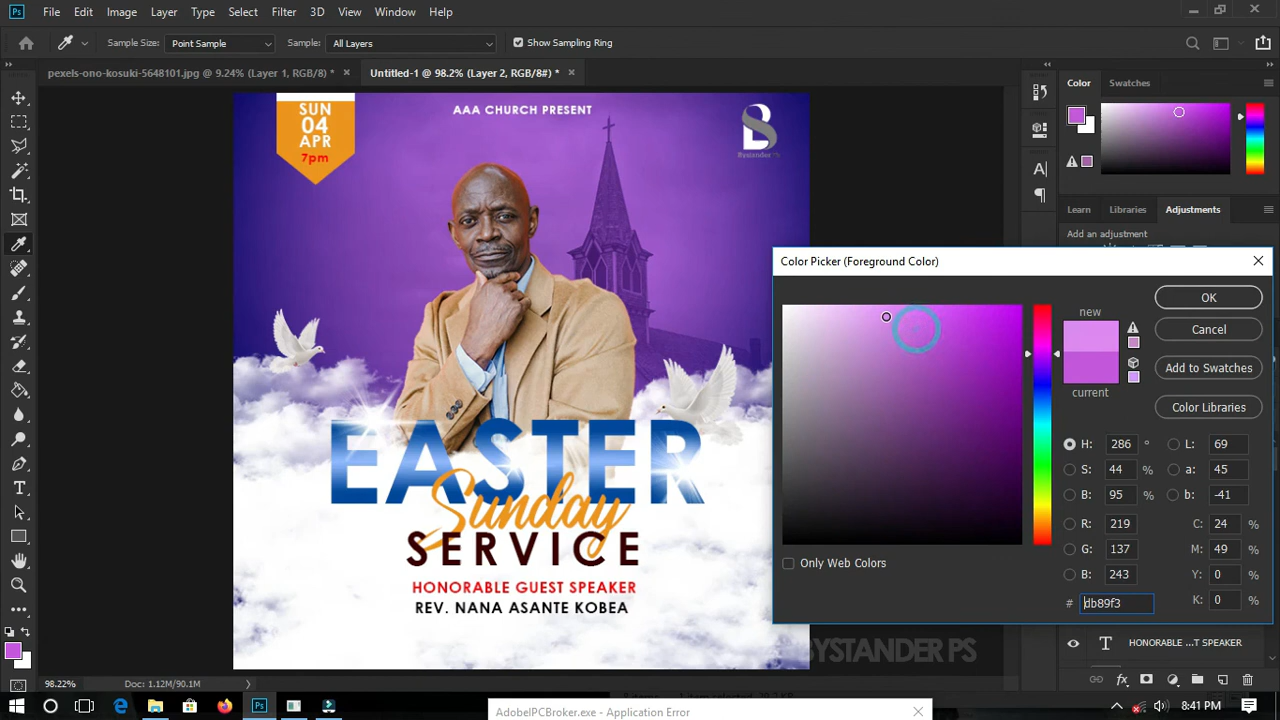 Ps File Edit Image Layer Type Select Filter 3D View Window Help
Sample Size: Point Sample Sample: All Layers Show Sampling Ring
pexels-ono-kosuki-5648101.jpg @ 9.24% (Layer 1, RGB/8) * × Untitled-1 @ 98.2% (Layer 2, RGB/8#) * ×
Color Swatches
SUN
04
APR
7pm
AAA CHURCH PRESENT
Bystander Ps
Learn Libraries Adjustments
Add an adjustment
EASTER
Sunday
SERVICE
HONORABLE GUEST SPEAKER
REV. NANA ASANTE KOBEA
Color Picker (Foreground Color)
OK
new
Cancel
Add to Swatches
current
Color Libraries
H: 286 ° L: 69
S: 44 % a: 45
B: 95 % b: -41
R: 219 C: 24 %
G: 137 M: 49 %
B: 243 Y: 0 %
# db89f3 K: 0 %
Only Web Colors
T HONORABLE ...T SPEAKER
BYSTANDER PS
98.22% Doc: 1.12M/90.1M
8:41 PM
AdobeIPCBroker.exe - Application Error